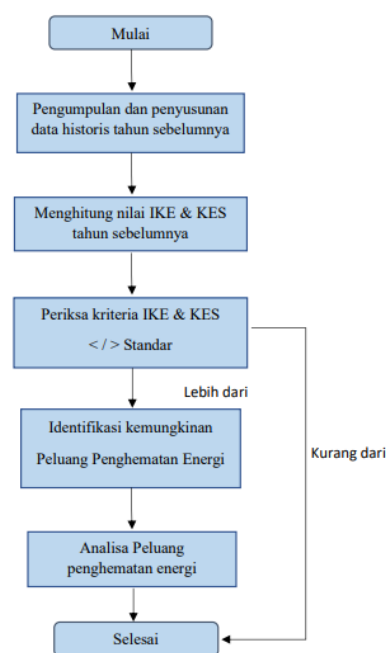 Mulai
Pengumpulan dan penyusunan
data historis tahun sebelumnya
Menghitung nilai IKE & KES
tahun sebelumnya
Periksa kriteria IKE & KES
< / > Standar
Lebih dari
Kurang dari
Identifikasi kemungkinan
Peluang Penghematan Energi
Analisa Peluang
penghematan energi
Selesai